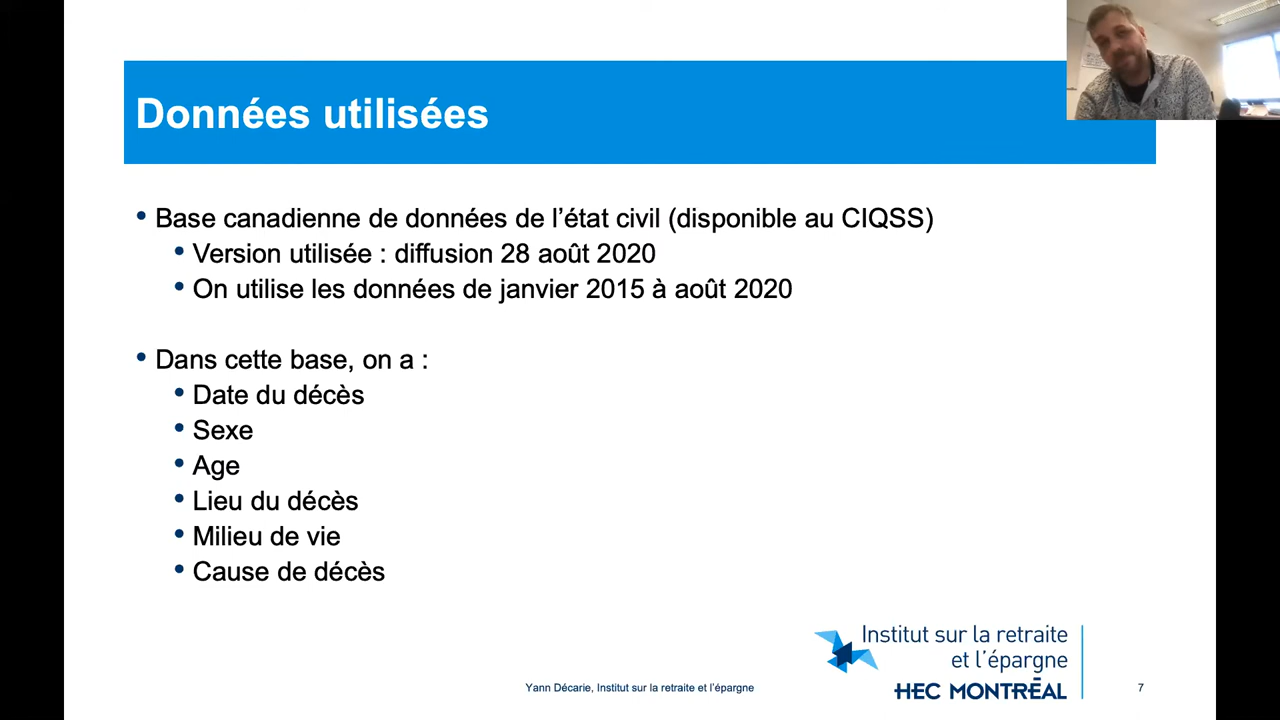 Données utilisées
• Base canadienne de données de l’état civil (disponible au CIQSS)
• Version utilisée : diffusion 28 août 2020
• On utilise les données de janvier 2015 à août 2020
• Dans cette base, on a :
• Date du décès
• Sexe
• Age
• Lieu du décès
• Milieu de vie
• Cause de décès
Institut sur la retraite
et l’épargne
HEC MONTRÉAL
Yann Décarie, Institut sur la retraite et l’épargne
7